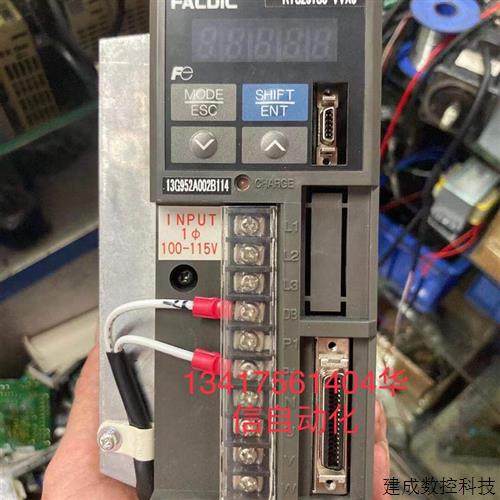 FALDIC
MODE
ESC
SHIFT
ENT
13G952A002B114
CHARGE
INPUT
1ϕ
100-115V
L1
L2
L3
DB
P1
V
W
13417561404华
信自动化
建成数控科技